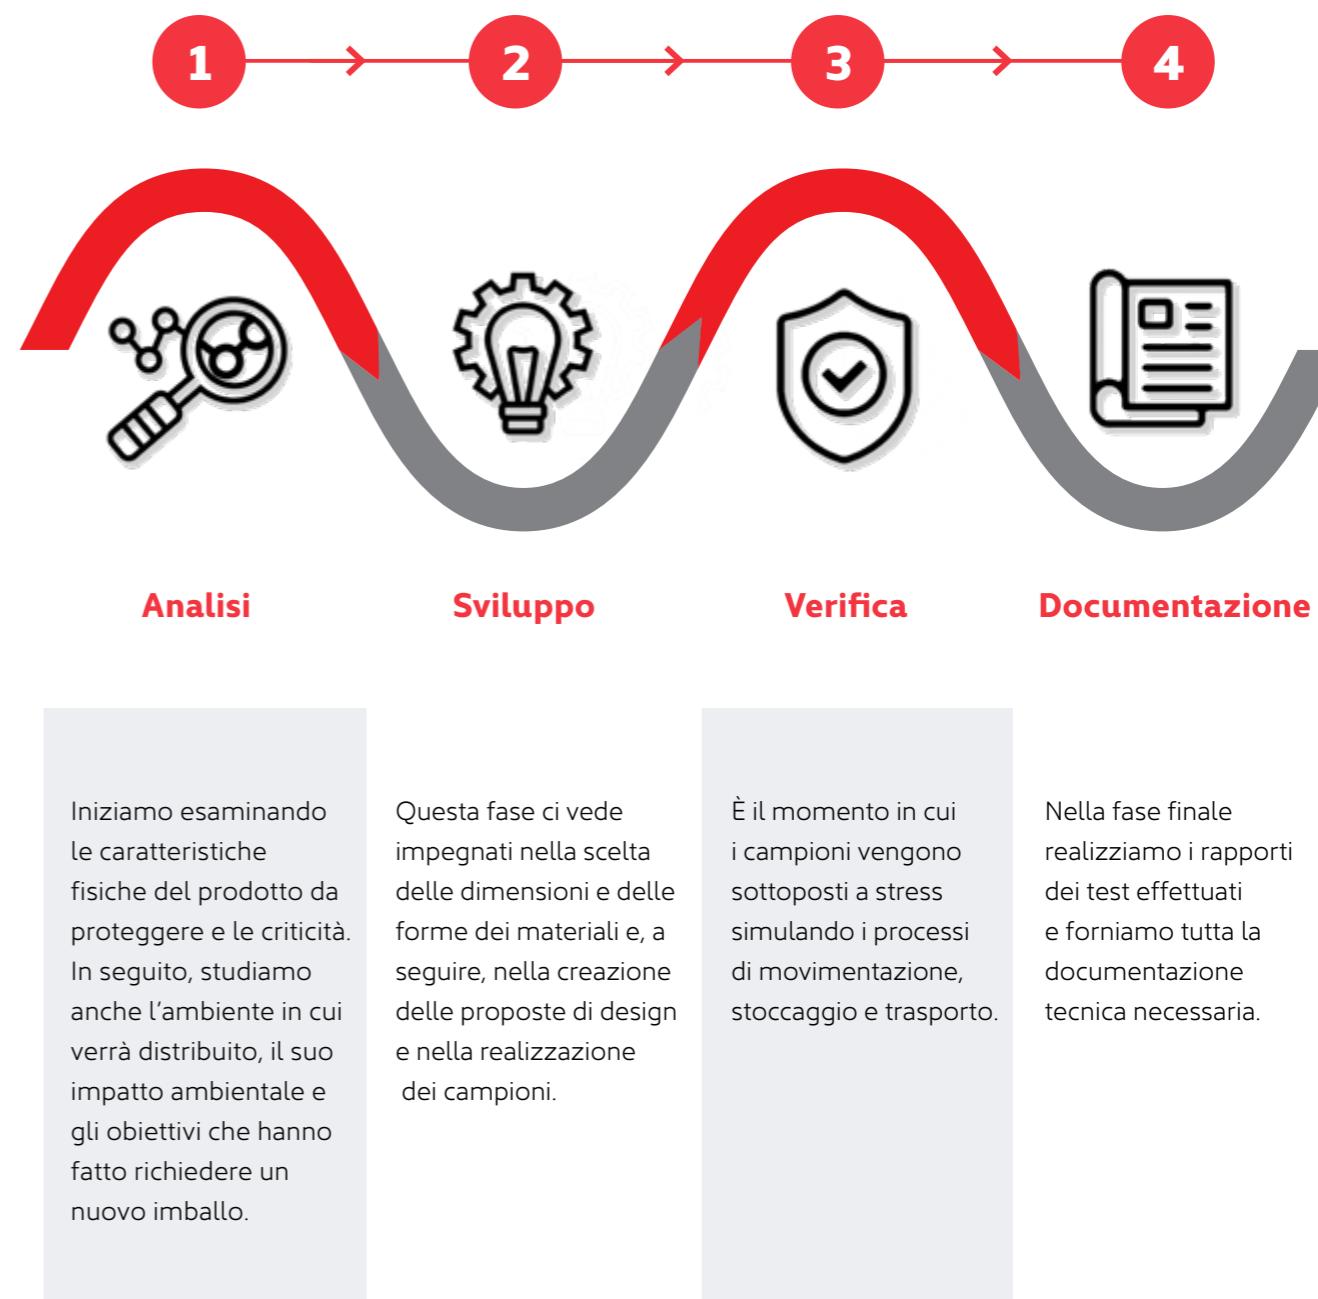 1
2
3
4
Analisi
Sviluppo
Verifica
Documentazione
Iniziamo esaminando
le caratteristiche
fisiche del prodotto da
proteggere e le criticità.
In seguito, studiamo
anche l’ambiente in cui
verrà distribuito, il suo
impatto ambientale e
gli obiettivi che hanno
fatto richiedere un
nuovo imballo.
Questa fase ci vede
impegnati nella scelta
delle dimensioni e delle
forme dei materiali e, a
seguire, nella creazione
delle proposte di design
e nella realizzazione
dei campioni.
È il momento in cui
i campioni vengono
sottoposti a stress
simulando i processi
di movimentazione,
stoccaggio e trasporto.
Nella fase finale
realizziamo i rapporti
dei test effettuati
e forniamo tutta la
documentazione
tecnica necessaria.